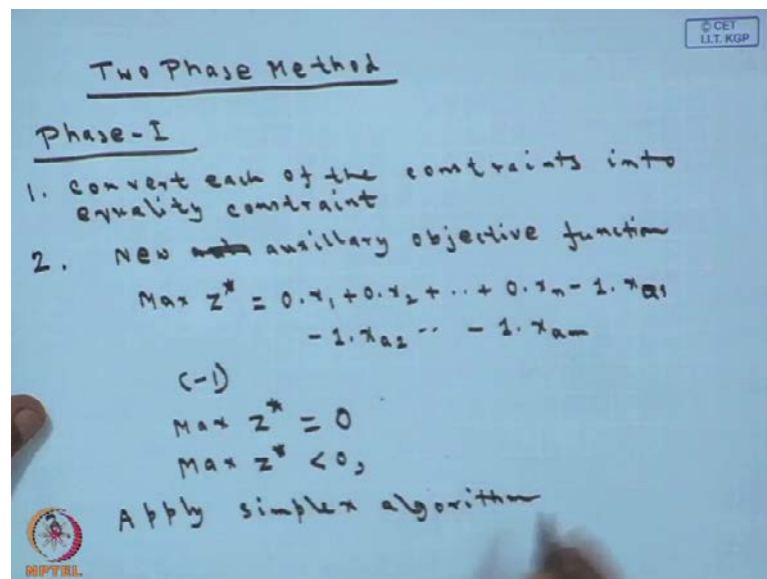 © CET
I.I.T. KGP
Two Phase Method
Phase-I
1. Convert each of the constraints into
equality constraint
2. New auxillary objective function
Max Z* = 0.x₁ + 0.x₂ + .. + 0.xₙ - 1.xₐ₁
- 1.xₐ₂ .. - 1.xₐₘ
(-1)
Max Z* = 0
Max Z* < 0,
Apply simplex algorithm
NPTEL